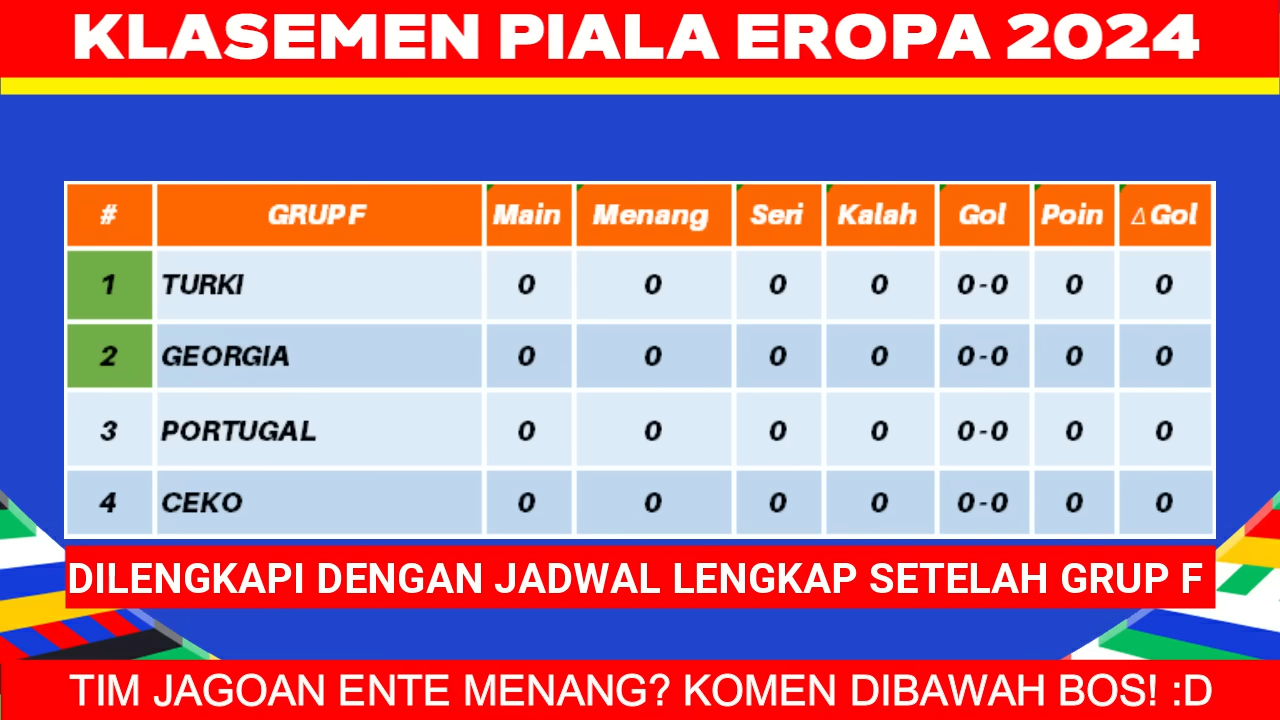 KLASEMEN PIALA EROPA 2024
# GRUP F Main Menang Seri Kalah Gol Poin Δ Gol
1 TURKI 0 0 0 0 0-0 0 0
2 GEORGIA 0 0 0 0 0-0 0 0
3 PORTUGAL 0 0 0 0 0-0 0 0
4 CEKO 0 0 0 0 0-0 0 0
DILENGKAPI DENGAN JADWAL LENGKAP SETELAH GRUP F
TIM JAGOAN ENTE MENANG? KOMEN DIBAWAH BOS! :D